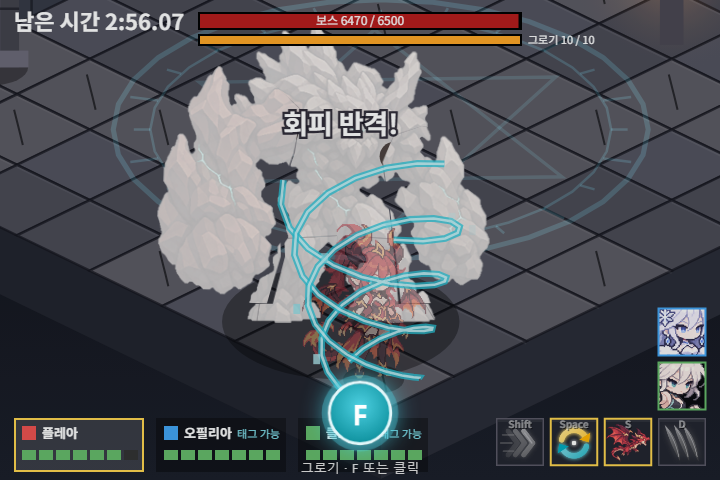 남은 시간 2:56.07
보스 6470 / 6500
그로기 10 / 10
회피 반격!
F
플레아
오필리아 태그 가능
태그 가능
그로기 · F 또는 클릭
Shift
Space
S
D